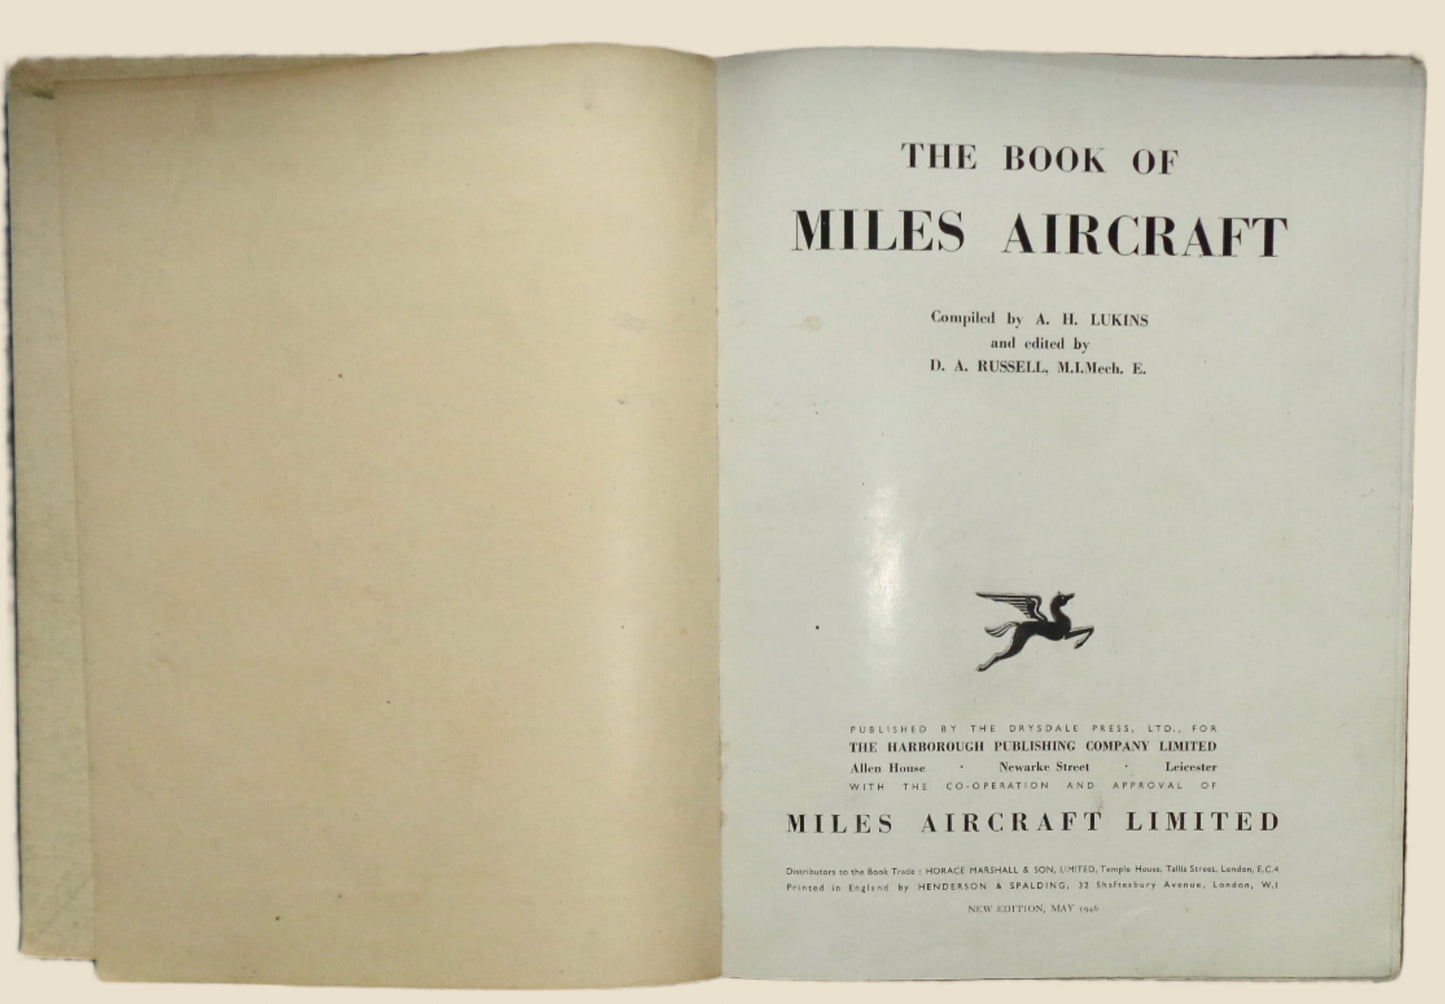 THE BOOK OF
MILES AIRCRAFT
Compiled by A. H. LUKINS
and edited by
D. A. RUSSELL, M.I.Mech. E.
PUBLISHED BY THE DRYSDALE PRESS, LTD., FOR
THE HARBOROUGH PUBLISHING COMPANY LIMITED
Allen House · Newarke Street · Leicester
WITH THE CO-OPERATION AND APPROVAL OF
MILES AIRCRAFT LIMITED
Distributors to the Book Trade : HORACE MARSHALL & SON, LIMITED, Temple House, Tallis Street, London, E.C.4
Printed in England by HENDERSON & SPALDING, 32 Shaftesbury Avenue, London, W.1
NEW EDITION, MAY 1946